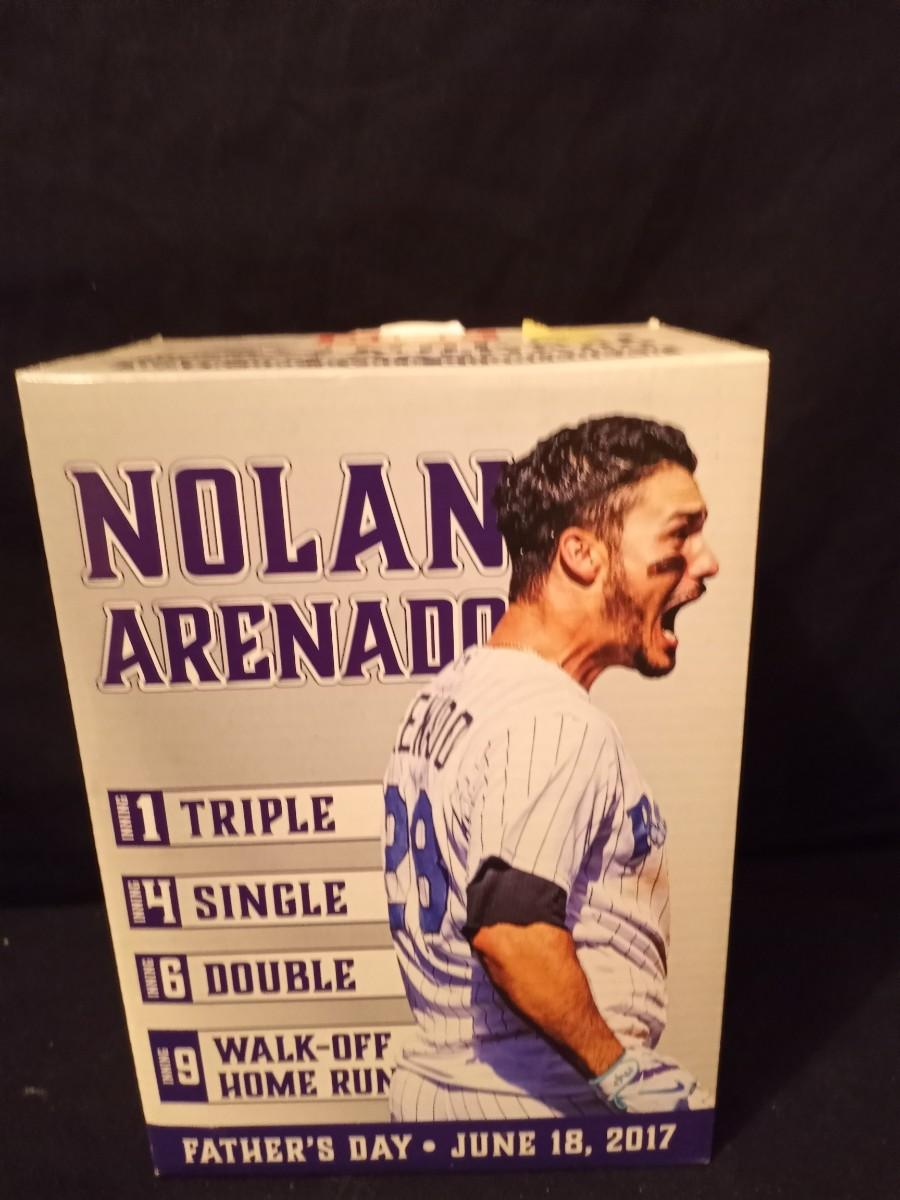 NOLAN
ARENADO
INNING 1 TRIPLE
INNING 4 SINGLE
INNING 6 DOUBLE
INNING 9 WALK-OFF
HOME RUN
28
FATHER'S DAY • JUNE 18, 2017